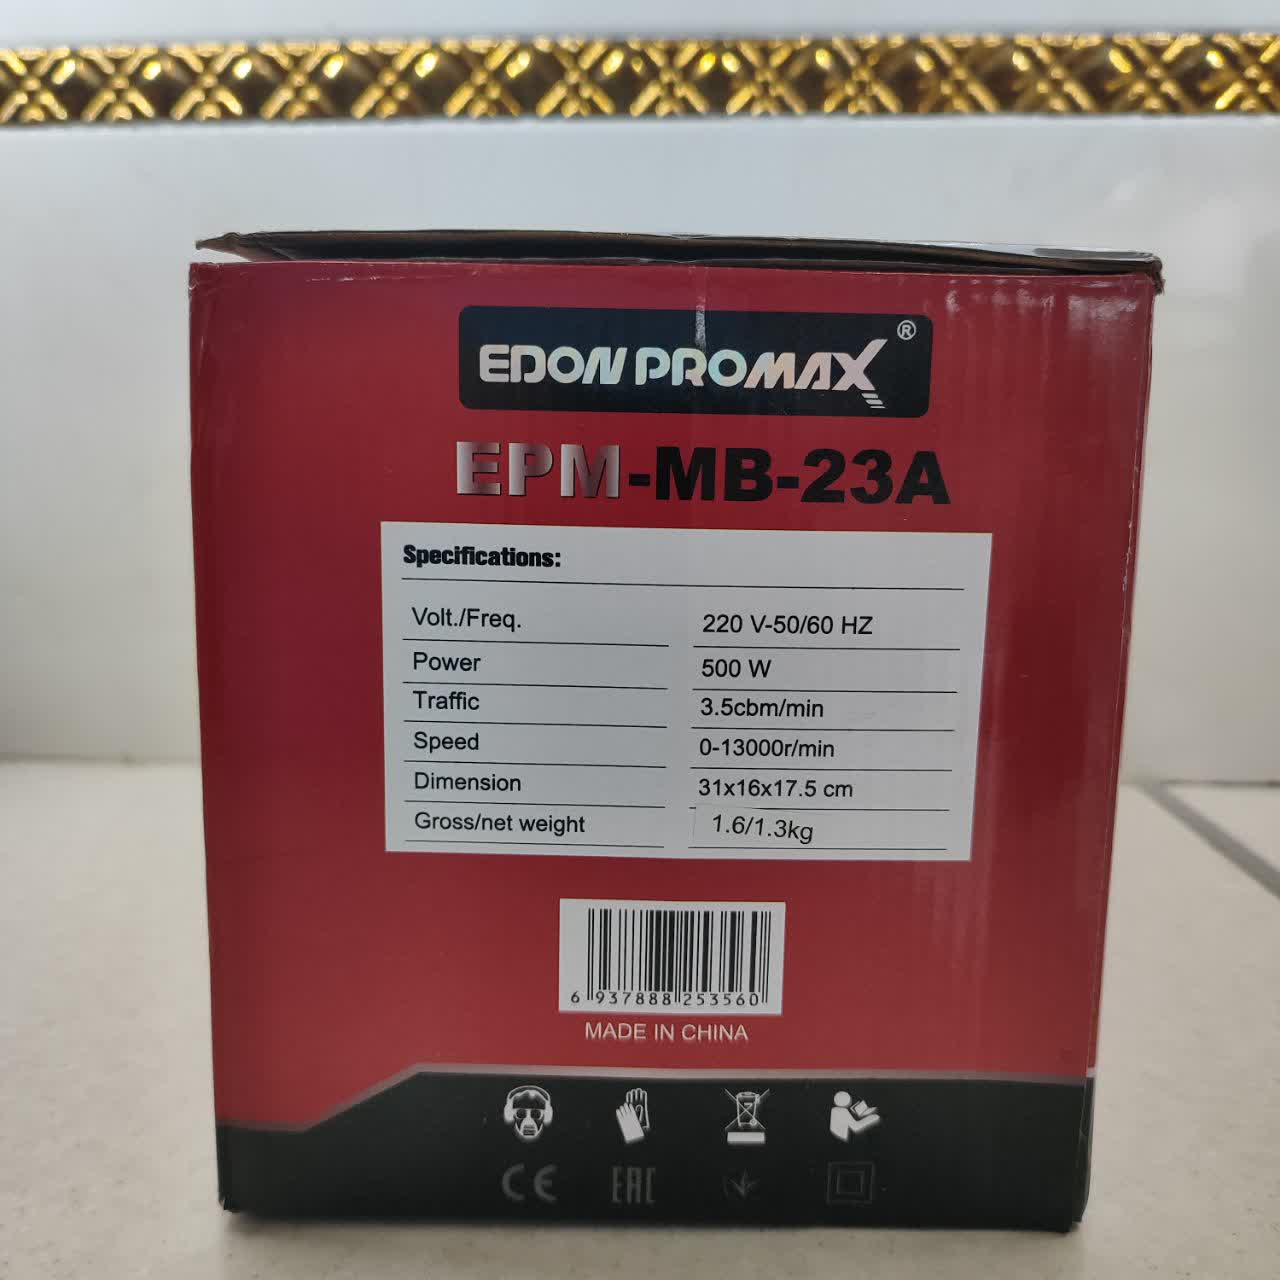 EDON PROMAX ®
EPM-MB-23A
Specifications:
Volt./Freq. 220 V-50/60 HZ
Power 500 W
Traffic 3.5cbm/min
Speed 0-13000r/min
Dimension 31x16x17.5 cm
Gross/net weight 1.6/1.3kg
6 937888 253560
MADE IN CHINA
CE EAC